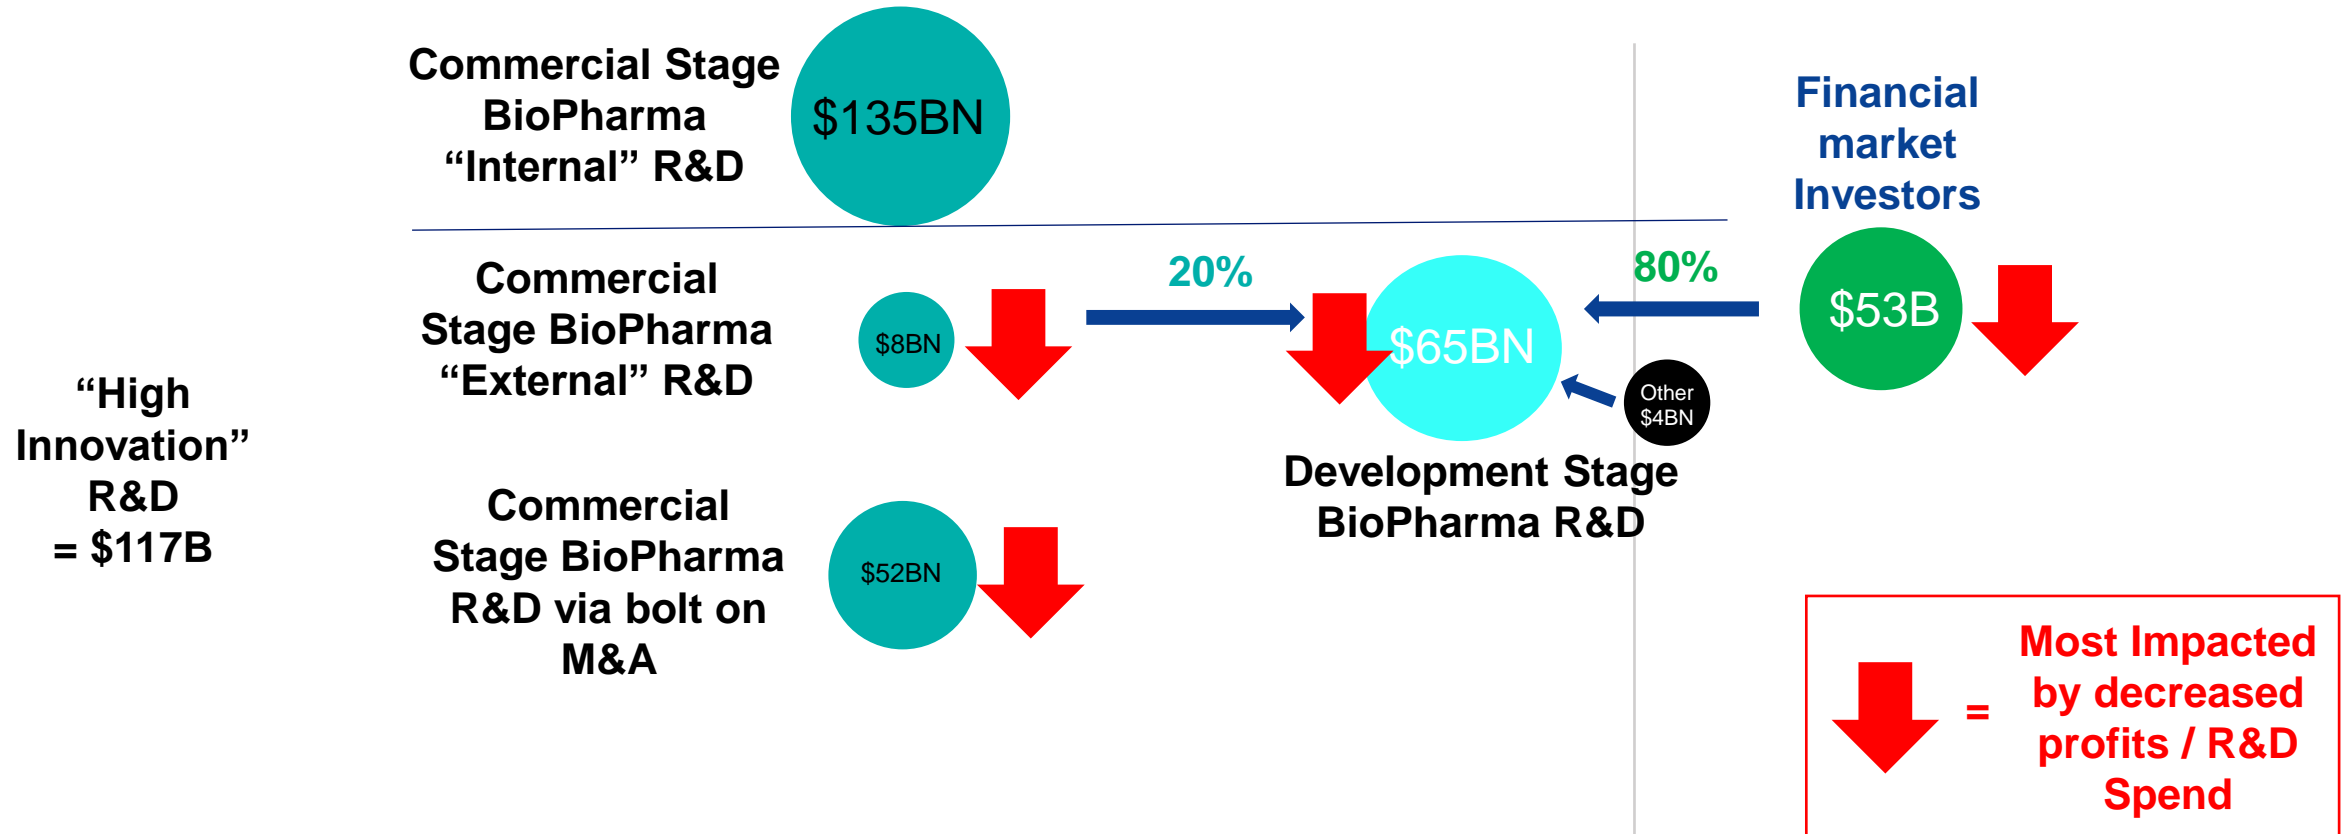 Commercial Stage
BioPharma
“Internal” R&D
$135BN
Financial
market
Investors
Commercial
Stage BioPharma
“External” R&D
$8BN
20%
$65BN
80%
$53B
Other
$4BN
Development Stage
BioPharma R&D
“High
Innovation”
R&D
= $117B
Commercial
Stage BioPharma
R&D via bolt on
M&A
$52BN
=
Most Impacted
by decreased
profits / R&D
Spend